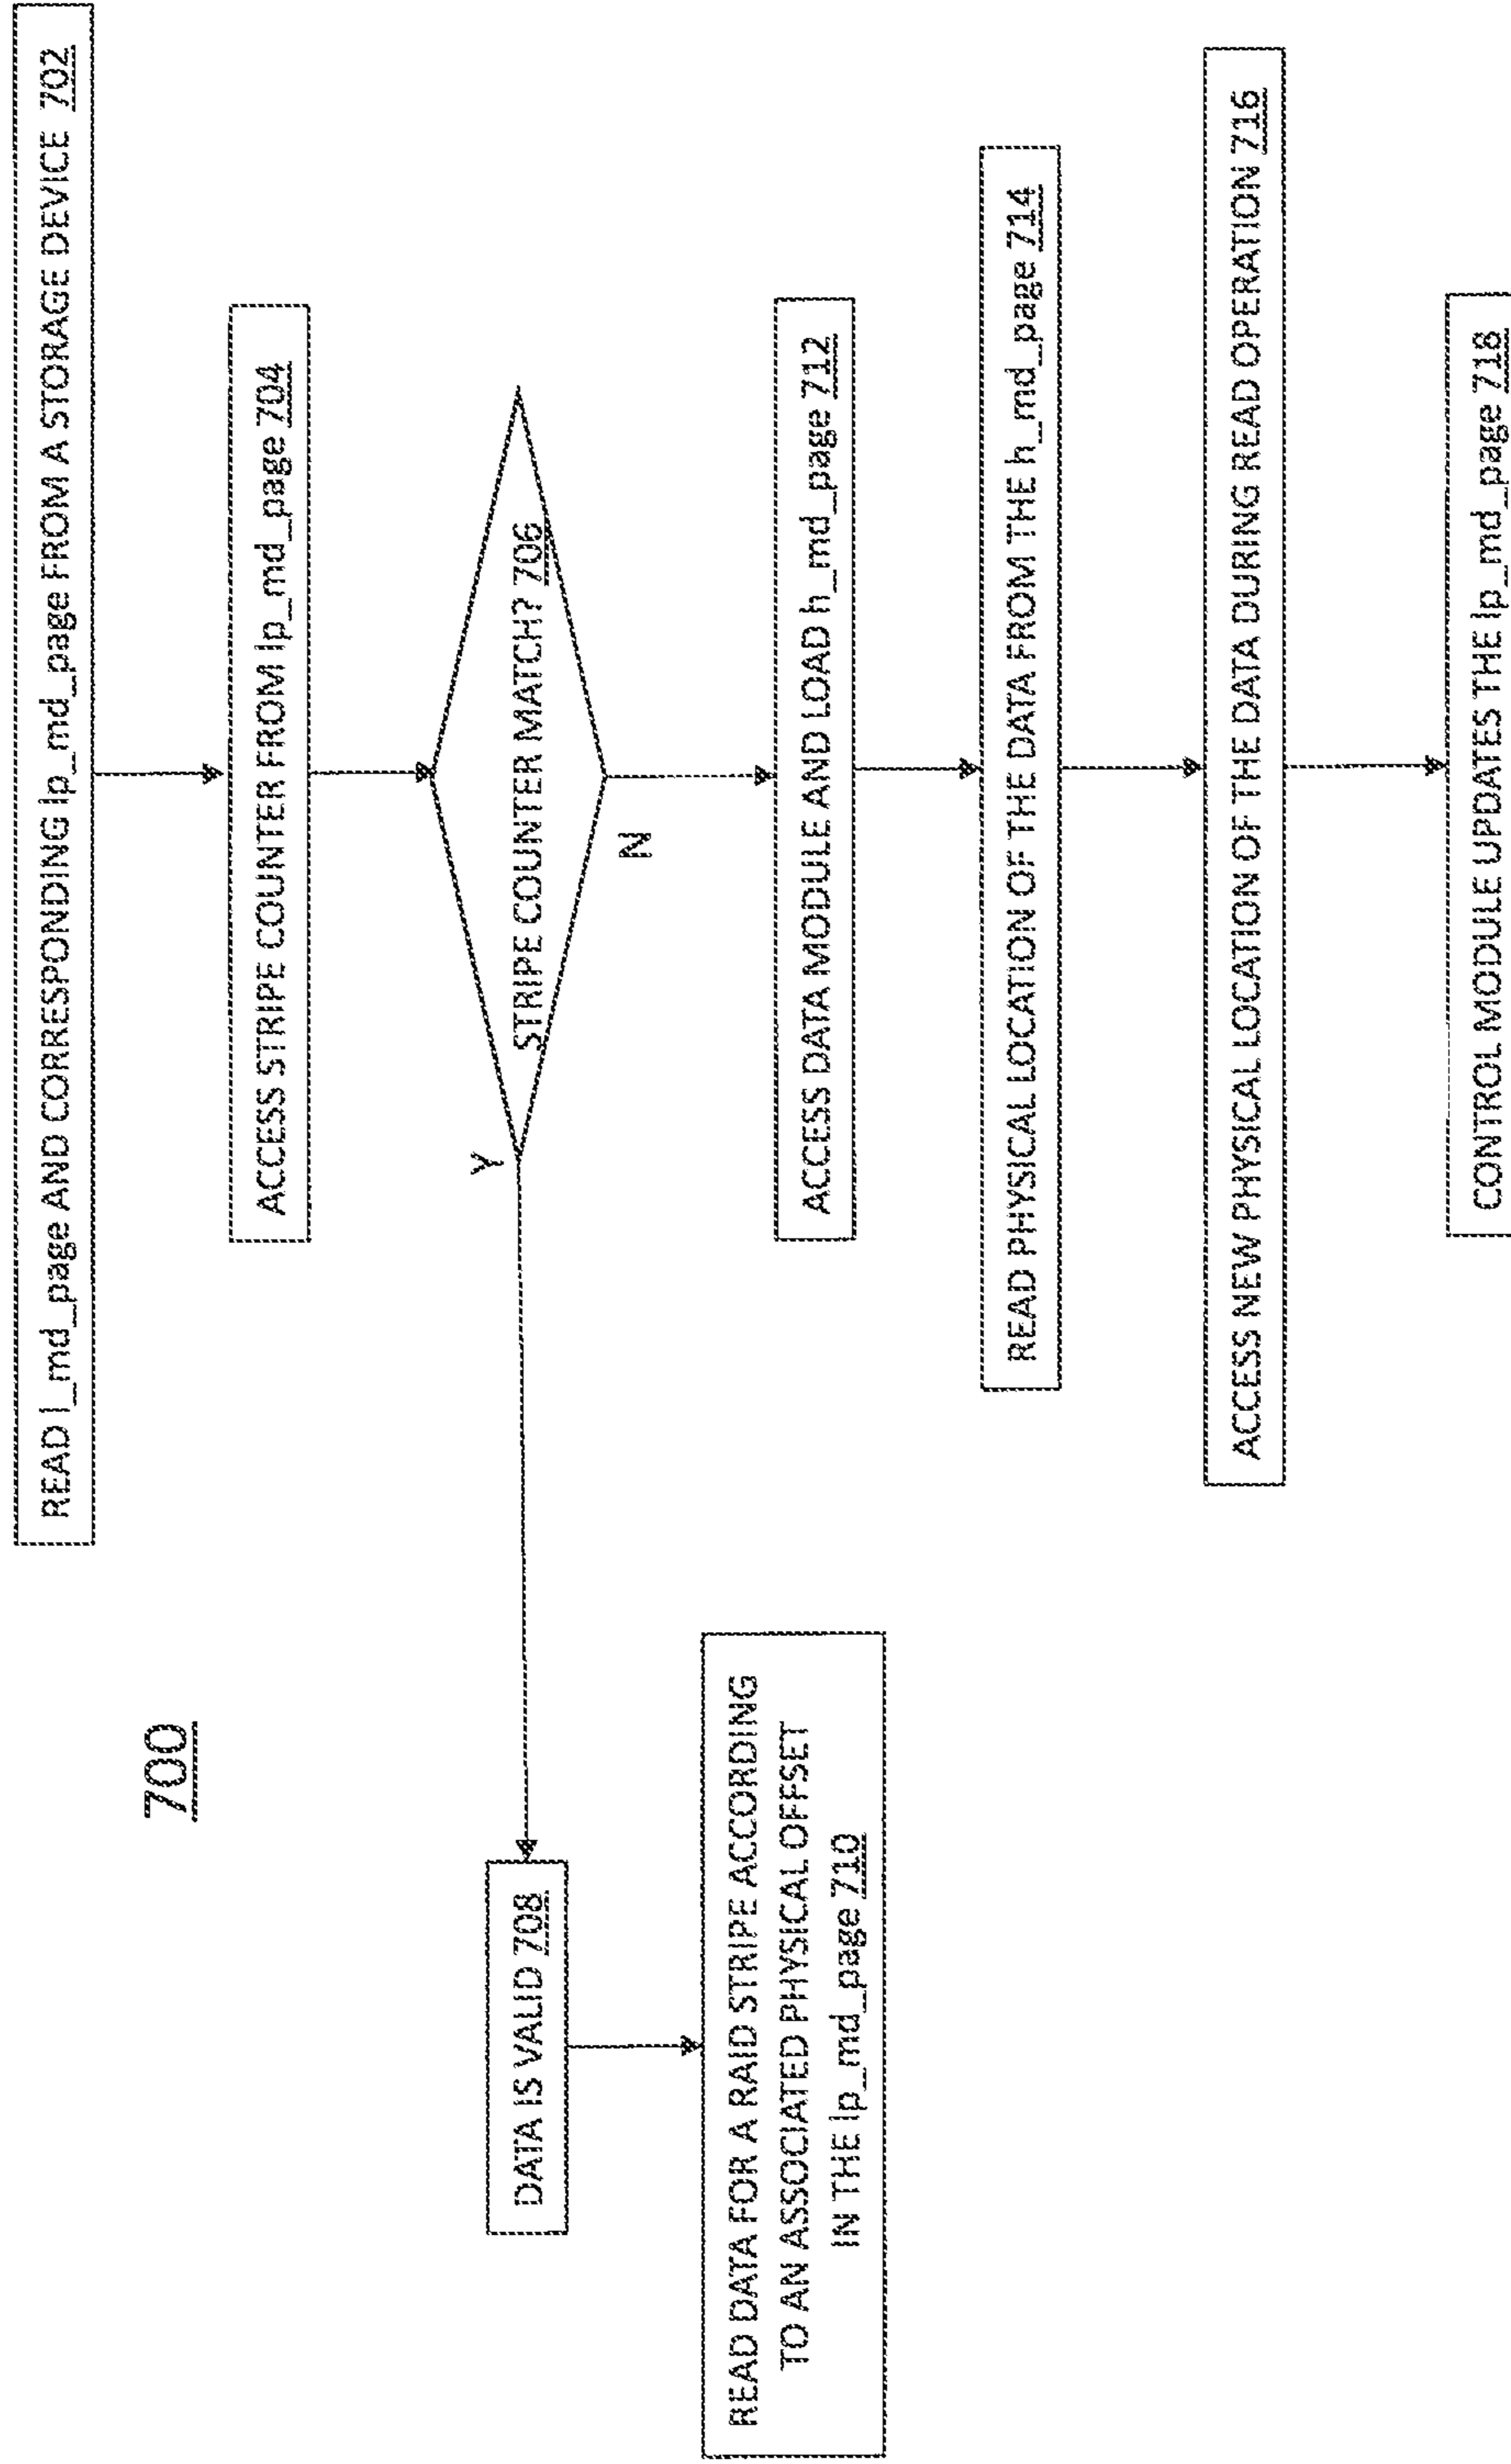 700
READ l_md_page AND CORRESPONDING lp_md_page FROM A STORAGE DEVICE 702
ACCESS STRIPE COUNTER FROM lp_md_page 704
STRIPE COUNTER MATCH? 706
Y
N
DATA IS VALID 708
READ DATA FOR A RAID STRIPE ACCORDING
TO AN ASSOCIATED PHYSICAL OFFSET
IN THE lp_md_page 710
ACCESS DATA MODULE AND LOAD h_md_page 712
READ PHYSICAL LOCATION OF THE DATA FROM THE h_md_page 714
ACCESS NEW PHYSICAL LOCATION OF THE DATA DURING READ OPERATION 716
CONTROL MODULE UPDATES THE lp_md_page 718